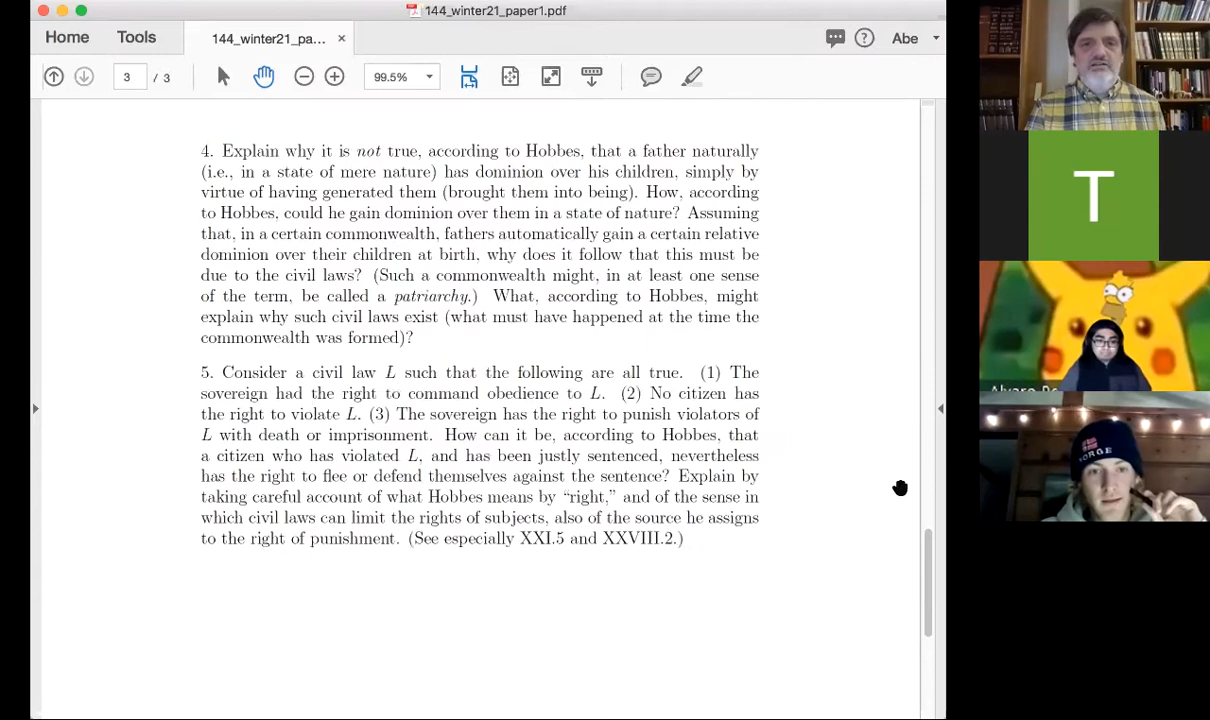 144_winter21_paper1.pdf
Home
Tools
144_winter21_pa...
×
?
Abe
3
/ 3
99.5%
4. Explain why it is not true, according to Hobbes, that a father naturally
(i.e., in a state of mere nature) has dominion over his children, simply by
virtue of having generated them (brought them into being). How, according
to Hobbes, could he gain dominion over them in a state of nature? Assuming
that, in a certain commonwealth, fathers automatically gain a certain relative
dominion over their children at birth, why does it follow that this must be
due to the civil laws? (Such a commonwealth might, in at least one sense
of the term, be called a patriarchy.) What, according to Hobbes, might
explain why such civil laws exist (what must have happened at the time the
commonwealth was formed)?
5. Consider a civil law L such that the following are all true. (1) The
sovereign had the right to command obedience to L. (2) No citizen has
the right to violate L. (3) The sovereign has the right to punish violators of
L with death or imprisonment. How can it be, according to Hobbes, that
a citizen who has violated L, and has been justly sentenced, nevertheless
has the right to flee or defend themselves against the sentence? Explain by
taking careful account of what Hobbes means by “right,” and of the sense in
which civil laws can limit the rights of subjects, also of the source he assigns
to the right of punishment. (See especially XXI.5 and XXVIII.2.)
T
Alvaro
ORGE